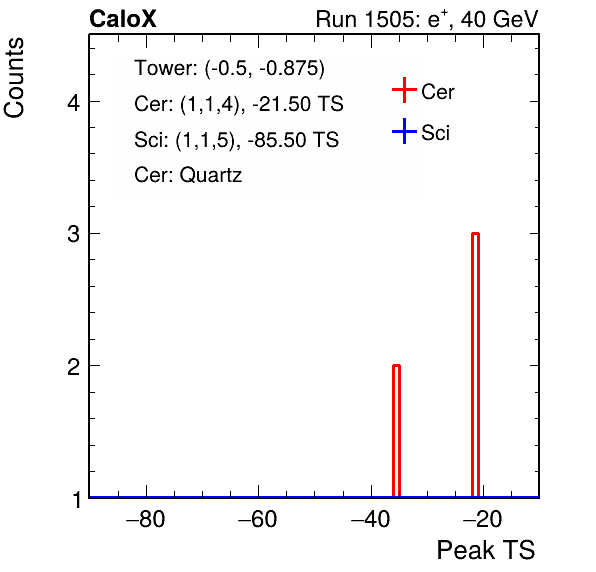 CaloX
Run 1505: e+, 40 GeV
Counts
Tower: (-0.5, -0.875)
Cer: (1,1,4), -21.50 TS
Sci: (1,1,5), -85.50 TS
Cer: Quartz
Cer
Sci
4
3
2
1
−80
−60
−40
−20
Peak TS